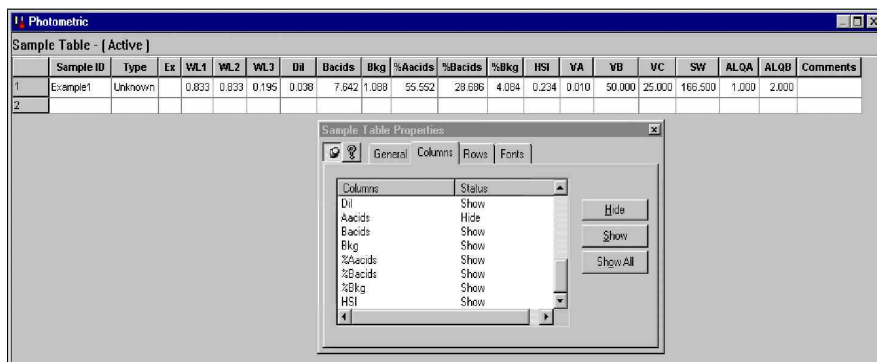 Photometric
Sample Table - ( Active )
Sample ID Type Ex WL1 WL2 WL3 Dil Bacids Bkg %Aacids %Bacids %Bkg HSI VA VB VC SW ALQA ALQB Comments
1 Example1 Unknown 0.833 0.833 0.195 0.038 7.642 1.088 55.552 28.686 4.084 0.234 0.010 50.000 25.000 166.500 1.000 2.000
2
Sample Table Properties
General Columns Rows Fonts
Columns Status
Dil Show
Aacids Hide
Bacids Show
Bkg Show
%Aacids Show
%Bacids Show
%Bkg Show
HSI Show
Hide
Show
Show All